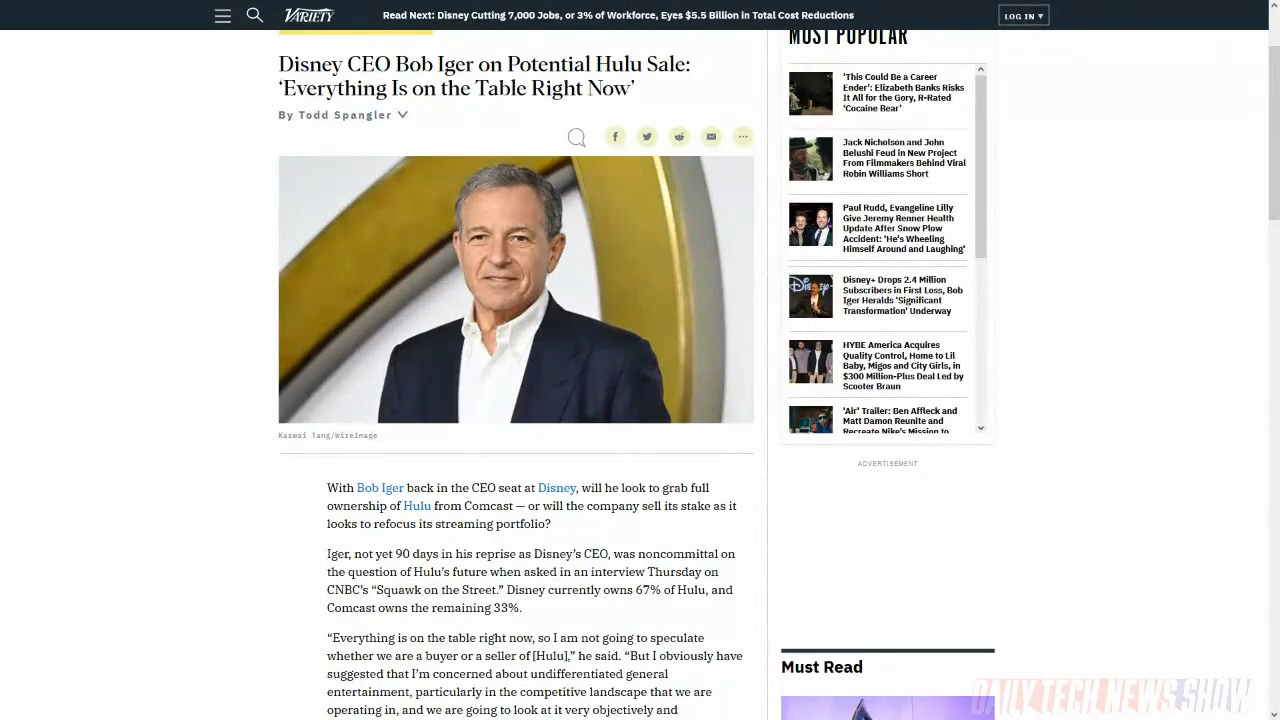 VARIETY
Read Next: Disney Cutting 7,000 Jobs, or 3% of Workforce, Eyes $5.5 Billion in Total Cost Reductions
LOG IN ▾
Disney CEO Bob Iger on Potential Hulu Sale:
‘Everything Is on the Table Right Now’
By Todd Spangler
Karwai Tang/WireImage
With Bob Iger back in the CEO seat at Disney, will he look to grab full
ownership of Hulu from Comcast — or will the company sell its stake as it
looks to refocus its streaming portfolio?
Iger, not yet 90 days in his reprise as Disney’s CEO, was noncommittal on
the question of Hulu’s future when asked in an interview Thursday on
CNBC’s “Squawk on the Street.” Disney currently owns 67% of Hulu, and
Comcast owns the remaining 33%.
“Everything is on the table right now, so I am not going to speculate
whether we are a buyer or a seller of [Hulu],” he said. “But I obviously have
suggested that I’m concerned about undifferentiated general
entertainment, particularly in the competitive landscape that we are
operating in, and we are going to look at it very objectively and
MOST POPULAR
‘This Could Be a Career
Ender’: Elizabeth Banks Risks
It All for the Gory, R-Rated
‘Cocaine Bear’
Jack Nicholson and John
Belushi Feud in New Project
From Filmmakers Behind Viral
Robin Williams Short
Paul Rudd, Evangeline Lilly
Give Jeremy Renner Health
Update After Snow Plow
Accident: ‘He’s Wheeling
Himself Around and Laughing’
Disney+ Drops 2.4 Million
Subscribers in First Loss, Bob
Iger Heralds ‘Significant
Transformation’ Underway
HYBE America Acquires
Quality Control, Home to Lil
Baby, Migos and City Girls, in
$300 Million-Plus Deal Led by
Scooter Braun
‘Air’ Trailer: Ben Affleck and
Matt Damon Reunite and
Recreate Nike’s Mission to
ADVERTISEMENT
Must Read
DAILY TECH NEWS SHOW